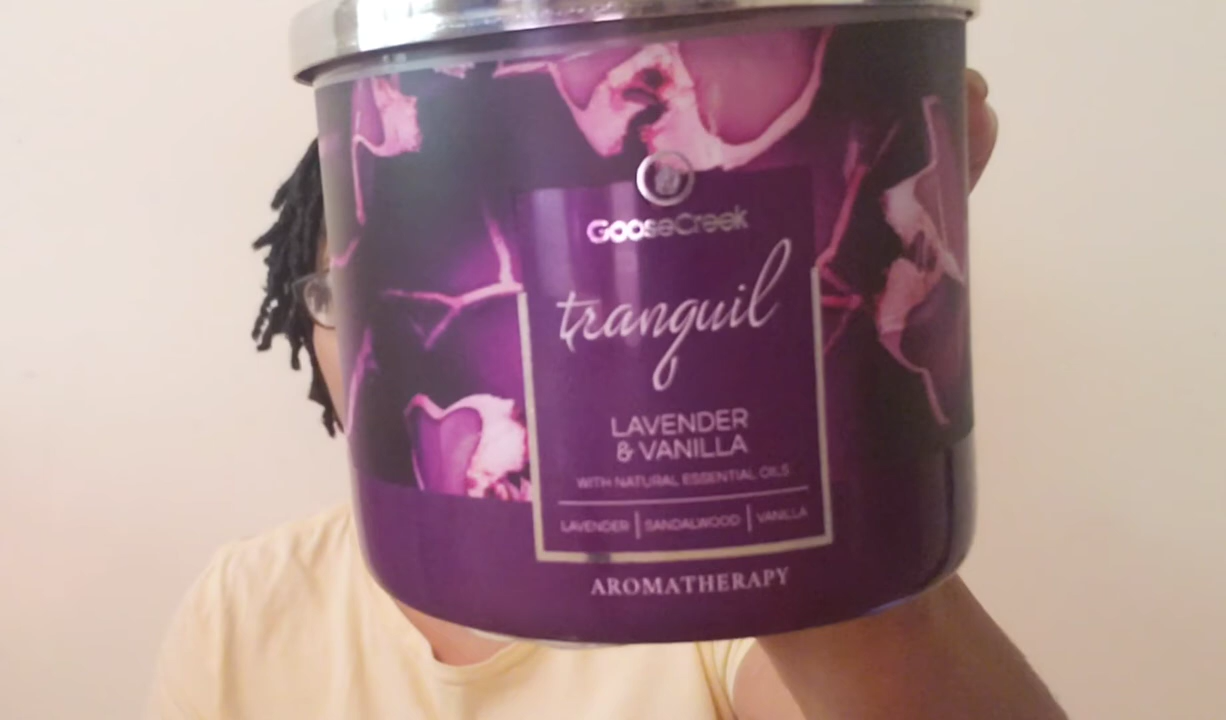 GooseCreek
tranquil
LAVENDER
& VANILLA
WITH NATURAL ESSENTIAL OILS
LAVENDER | SANDALWOOD | VANILLA
AROMATHERAPY